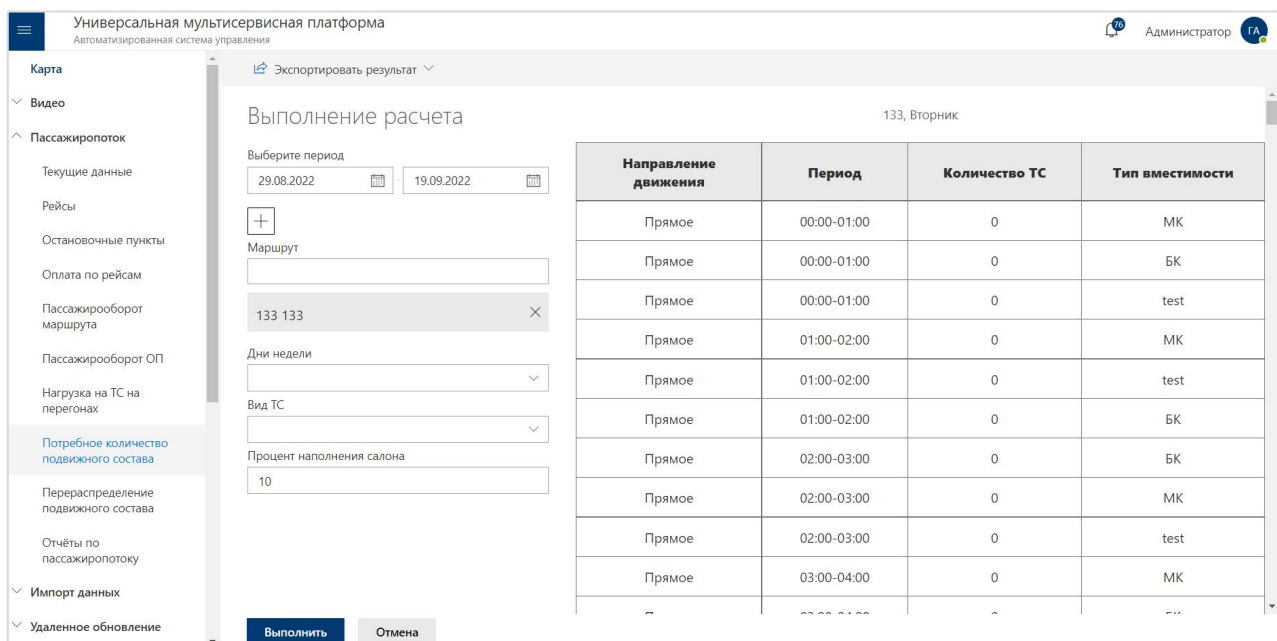 Универсальная мультисервисная платформа
Автоматизированная система управления
76
Администратор
ГА
Карта
Видео
Пассажиропоток
Текущие данные
Рейсы
Остановочные пункты
Оплата по рейсам
Пассажирооборот
маршрута
Пассажирооборот ОП
Нагрузка на ТС на
перегонах
Потребное количество
подвижного состава
Перераспределение
подвижного состава
Отчёты по
пассажиропотоку
Импорт данных
Удаленное обновление
Экспортировать результат
Выполнение расчета
Выберите период
29.08.2022 - 19.09.2022
Маршрут
133 133
Дни недели
Вид ТС
Процент наполнения салона
10
Выполнить Отмена
133, Вторник
Направление движения Период Количество ТС Тип вместимости
Прямое 00:00-01:00 0 МК
Прямое 00:00-01:00 0 БК
Прямое 00:00-01:00 0 test
Прямое 01:00-02:00 0 МК
Прямое 01:00-02:00 0 test
Прямое 01:00-02:00 0 БК
Прямое 02:00-03:00 0 БК
Прямое 02:00-03:00 0 МК
Прямое 02:00-03:00 0 test
Прямое 03:00-04:00 0 МК